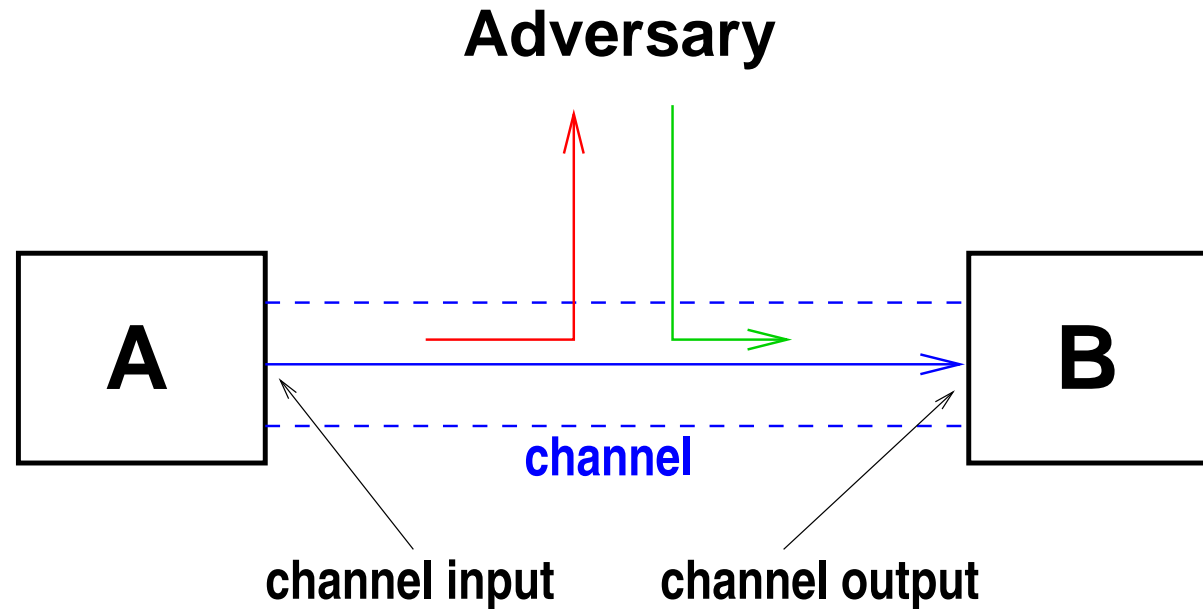 Adversary
A
B
channel
channel input
channel output